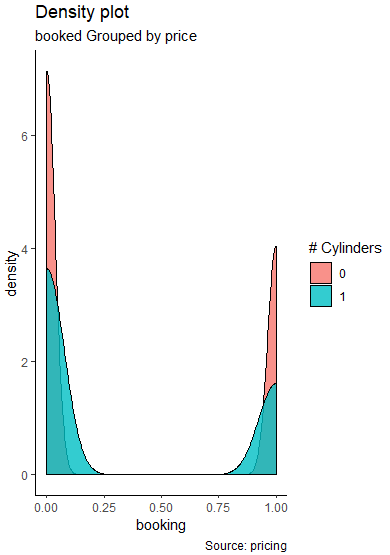 Density plot
booked Grouped by price
6
4
2
0
density
0.00 0.25 0.50 0.75 1.00
booking
# Cylinders
0
1
Source: pricing